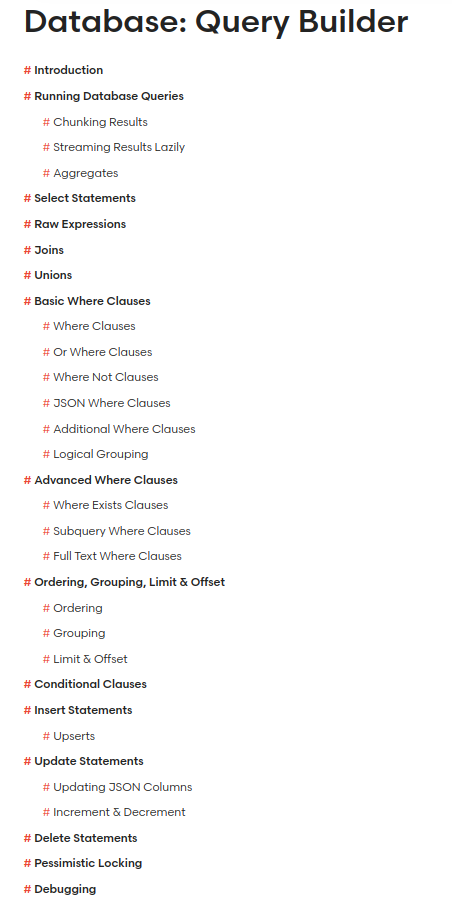 Database: Query Builder
# Introduction
# Running Database Queries
# Chunking Results
# Streaming Results Lazily
# Aggregates
# Select Statements
# Raw Expressions
# Joins
# Unions
# Basic Where Clauses
# Where Clauses
# Or Where Clauses
# Where Not Clauses
# JSON Where Clauses
# Additional Where Clauses
# Logical Grouping
# Advanced Where Clauses
# Where Exists Clauses
# Subquery Where Clauses
# Full Text Where Clauses
# Ordering, Grouping, Limit & Offset
# Ordering
# Grouping
# Limit & Offset
# Conditional Clauses
# Insert Statements
# Upserts
# Update Statements
# Updating JSON Columns
# Increment & Decrement
# Delete Statements
# Pessimistic Locking
# Debugging